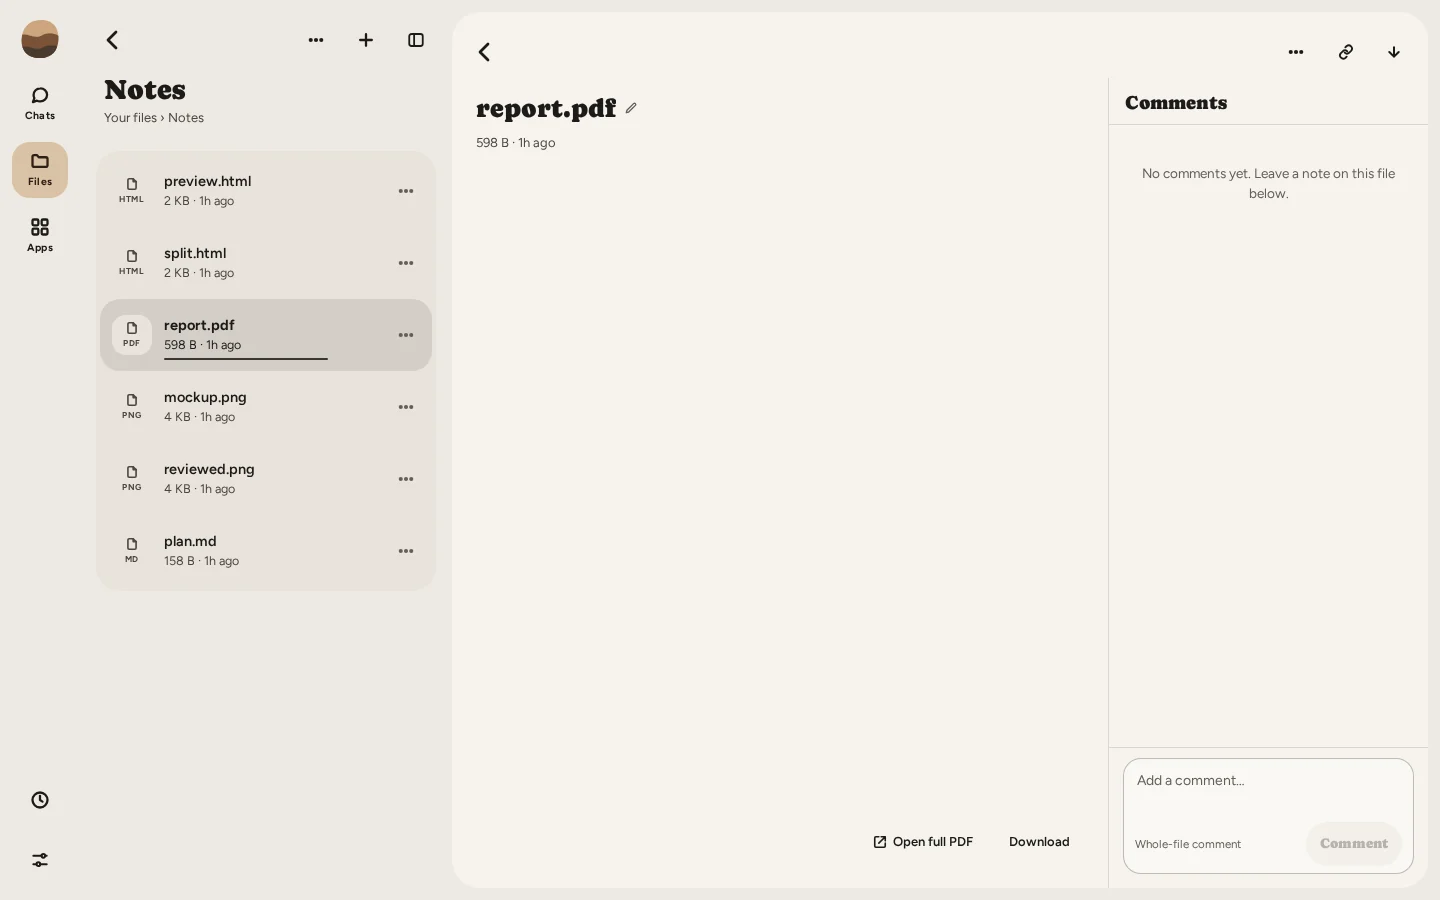 Chats
Files
Apps
Notes
Your files › Notes
HTML
preview.html
2 KB · 1h ago
HTML
split.html
2 KB · 1h ago
PDF
report.pdf
598 B · 1h ago
PNG
mockup.png
4 KB · 1h ago
PNG
reviewed.png
4 KB · 1h ago
MD
plan.md
158 B · 1h ago
report.pdf
598 B · 1h ago
Open full PDF
Download
Comments
No comments yet. Leave a note on this file
below.
Add a comment...
Whole-file comment
Comment